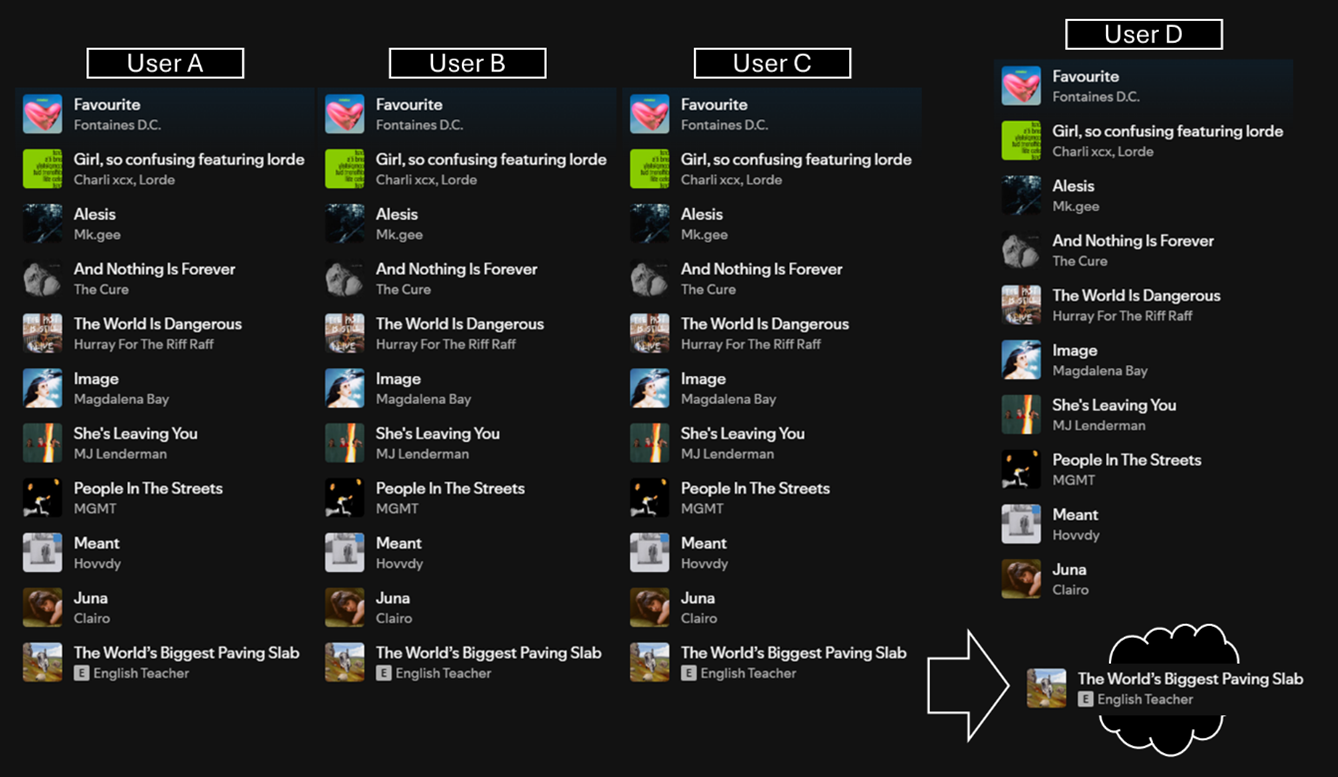 User A
Favourite
Fontaines D.C.
Girl, so confusing featuring lorde
Charli xcx, Lorde
Alesis
Mk.gee
And Nothing Is Forever
The Cure
The World Is Dangerous
Hurray For The Riff Raff
Image
Magdalena Bay
She's Leaving You
MJ Lenderman
People In The Streets
MGMT
Meant
Hovvdy
Juna
Clairo
The World's Biggest Paving Slab
E English Teacher
User B
Favourite
Fontaines D.C.
Girl, so confusing featuring lorde
Charli xcx, Lorde
Alesis
Mk.gee
And Nothing Is Forever
The Cure
The World Is Dangerous
Hurray For The Riff Raff
Image
Magdalena Bay
She's Leaving You
MJ Lenderman
People In The Streets
MGMT
Meant
Hovvdy
Juna
Clairo
The World's Biggest Paving Slab
E English Teacher
User C
Favourite
Fontaines D.C.
Girl, so confusing featuring lorde
Charli xcx, Lorde
Alesis
Mk.gee
And Nothing Is Forever
The Cure
The World Is Dangerous
Hurray For The Riff Raff
Image
Magdalena Bay
She's Leaving You
MJ Lenderman
People In The Streets
MGMT
Meant
Hovvdy
Juna
Clairo
The World's Biggest Paving Slab
E English Teacher
User D
Favourite
Fontaines D.C.
Girl, so confusing featuring lorde
Charli xcx, Lorde
Alesis
Mk.gee
And Nothing Is Forever
The Cure
The World Is Dangerous
Hurray For The Riff Raff
Image
Magdalena Bay
She's Leaving You
MJ Lenderman
People In The Streets
MGMT
Meant
Hovvdy
Juna
Clairo
The World's Biggest Paving Slab
E English Teacher